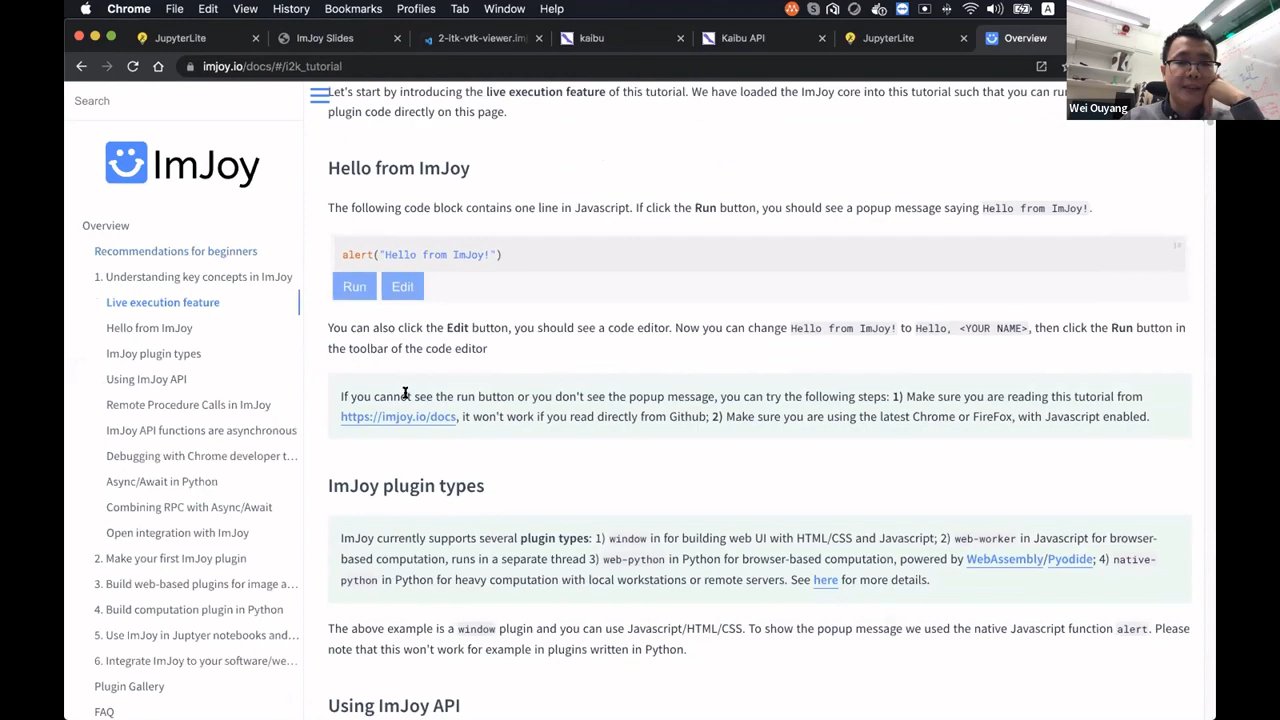 Chrome File Edit View History Bookmarks Profiles Tab Window Help A
JupyterLite ImJoy Slides 2-itk-vtk-viewer.imj kaibu Kaibu API JupyterLite Overview
imjoy.io/docs/#/i2k_tutorial
Wei Ouyang
Search
ImJoy
Overview
Recommendations for beginners
1. Understanding key concepts in ImJoy
Live execution feature
Hello from ImJoy
ImJoy plugin types
Using ImJoy API
Remote Procedure Calls in ImJoy
ImJoy API functions are asynchronous
Debugging with Chrome developer t...
Async/Await in Python
Combining RPC with Async/Await
Open integration with ImJoy
2. Make your first ImJoy plugin
3. Build web-based plugins for image a...
4. Build computation plugin in Python
5. Use ImJoy in Juptyer notebooks and...
6. Integrate ImJoy to your software/we...
Plugin Gallery
FAQ
Let's start by introducing the live execution feature of this tutorial. We have loaded the ImJoy core into this tutorial such that you can ru
plugin code directly on this page.
Hello from ImJoy
The following code block contains one line in Javascript. If click the Run button, you should see a popup message saying Hello from ImJoy!.
alert("Hello from ImJoy!")
Run Edit
You can also click the Edit button, you should see a code editor. Now you can change Hello from ImJoy! to Hello, <YOUR NAME>, then click the Run button in
the toolbar of the code editor
If you cannot see the run button or you don't see the popup message, you can try the following steps: 1) Make sure you are reading this tutorial from
https://imjoy.io/docs, it won't work if you read directly from Github; 2) Make sure you are using the latest Chrome or FireFox, with Javascript enabled.
ImJoy plugin types
ImJoy currently supports several plugin types: 1) window in for building web UI with HTML/CSS and Javascript; 2) web-worker in Javascript for browser-
based computation, runs in a separate thread 3) web-python in Python for browser-based computation, powered by WebAssembly/Pyodide; 4) native-
python in Python for heavy computation with local workstations or remote servers. See here for more details.
The above example is a window plugin and you can use Javascript/HTML/CSS. To show the popup message we used the native Javascript function alert. Please
note that this won't work for example in plugins written in Python.
Using ImJoy API